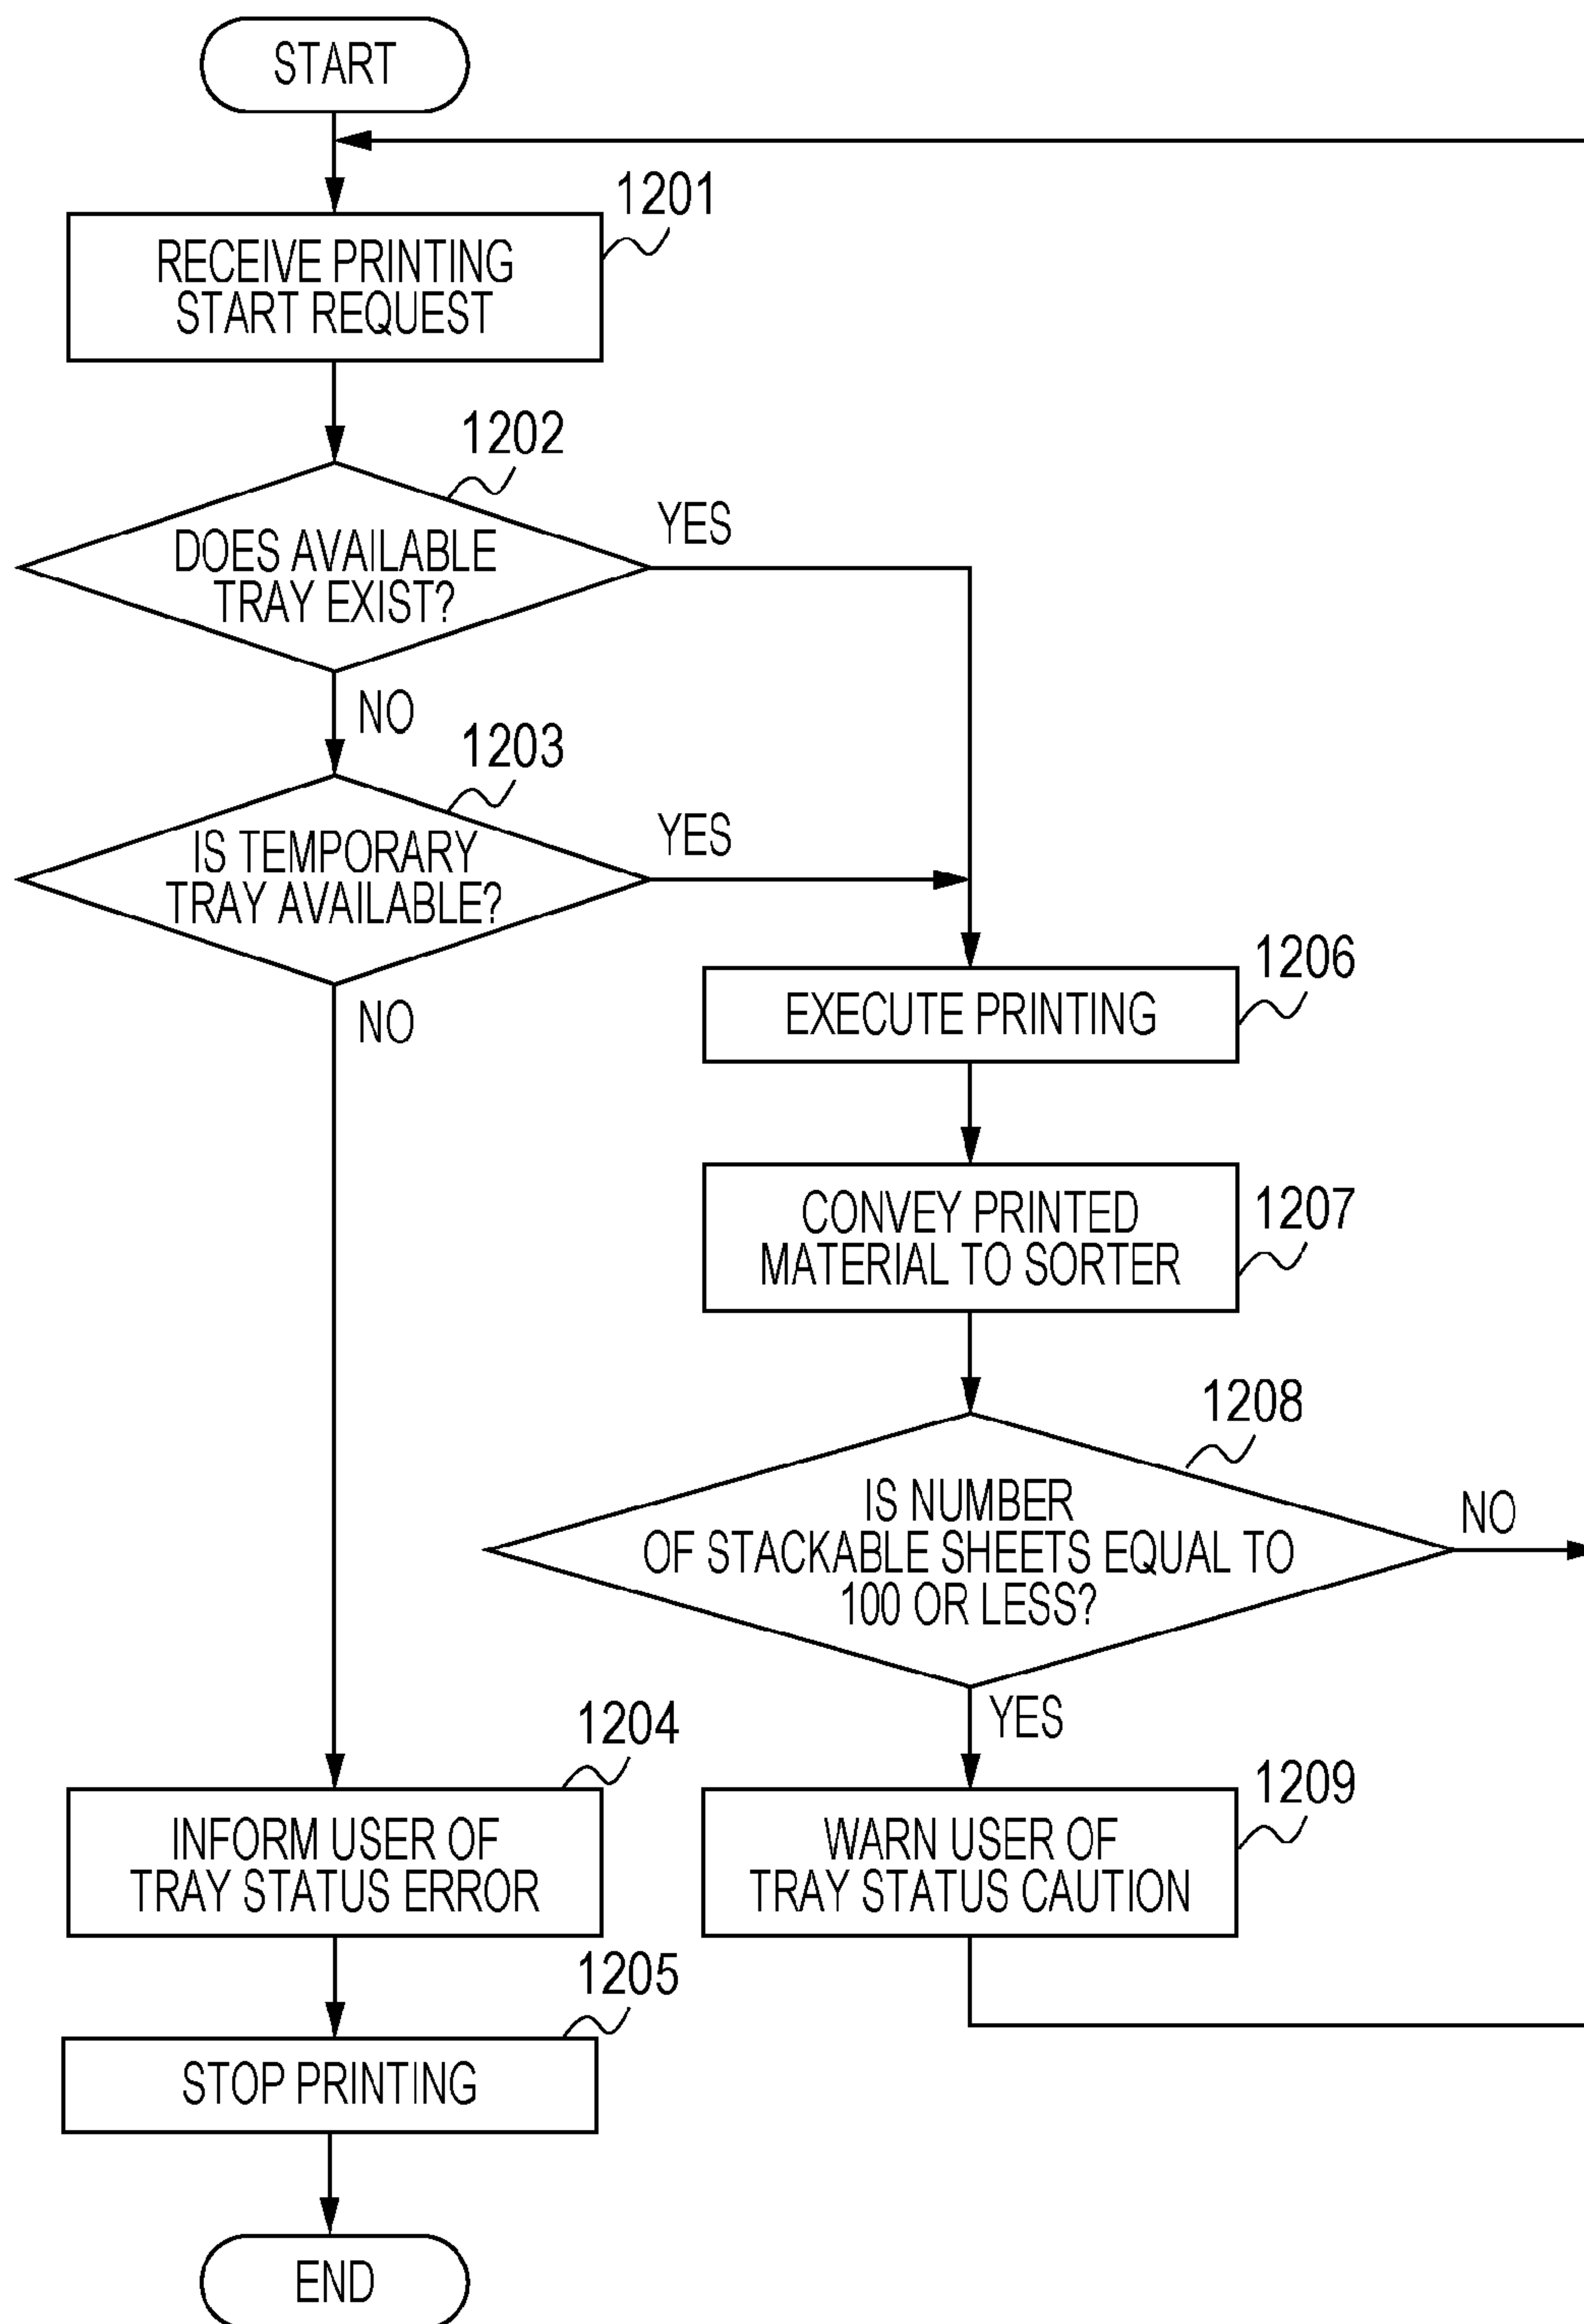 START
1201
RECEIVE PRINTING
START REQUEST
1202
DOES AVAILABLE
TRAY EXIST?
YES
NO
1203
IS TEMPORARY
TRAY AVAILABLE?
YES
NO
1206
EXECUTE PRINTING
1207
CONVEY PRINTED
MATERIAL TO SORTER
1208
IS NUMBER
OF STACKABLE SHEETS EQUAL TO
100 OR LESS?
NO
YES
1204
INFORM USER OF
TRAY STATUS ERROR
1209
WARN USER OF
TRAY STATUS CAUTION
1205
STOP PRINTING
END